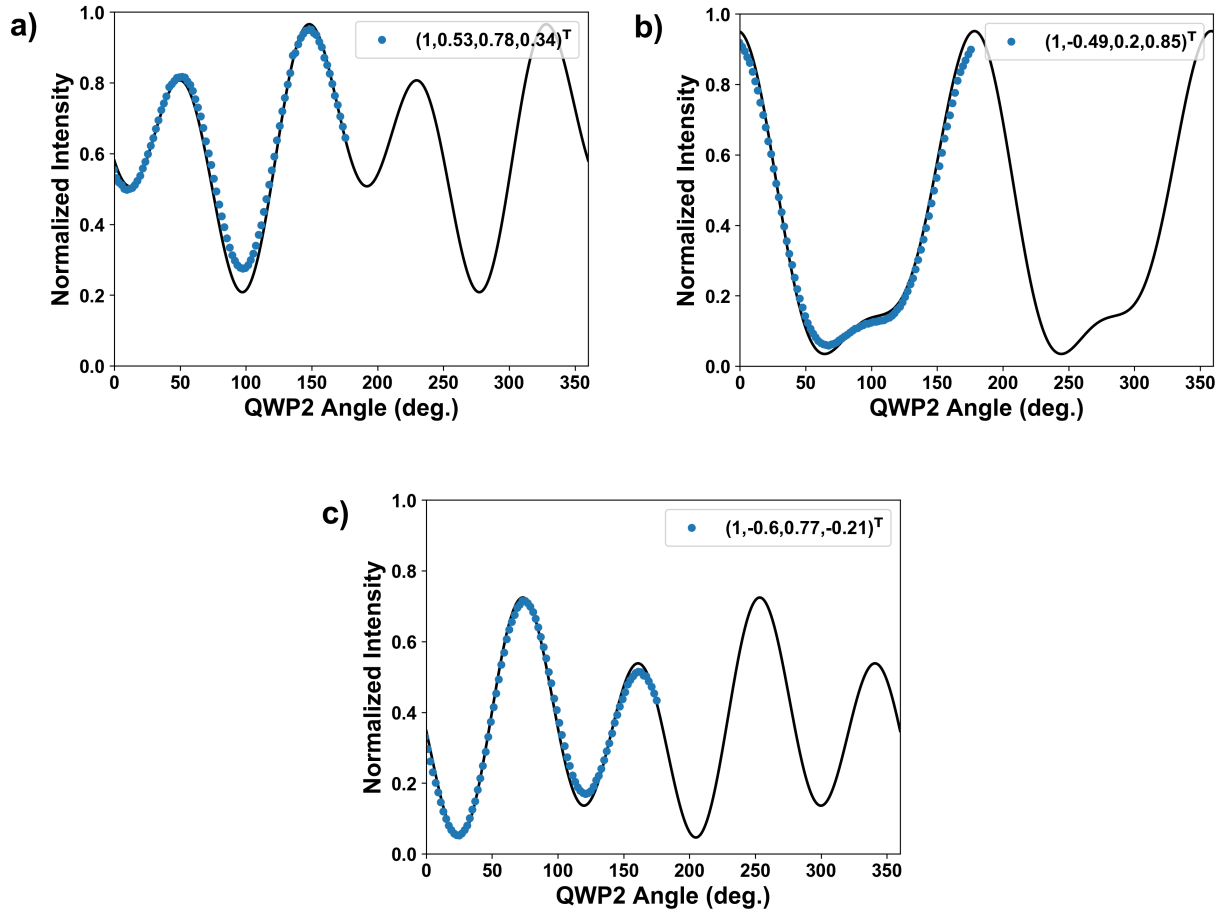 a)
1.0
0.8
0.6
0.4
0.2
0.0
Normalized Intensity
(1,0.53,0.78,0.34)ᵀ
0 50 100 150 200 250 300 350
QWP2 Angle (deg.)
b)
1.0
0.8
0.6
0.4
0.2
0.0
Normalized Intensity
(1,-0.49,0.2,0.85)ᵀ
0 50 100 150 200 250 300 350
QWP2 Angle (deg.)
c)
1.0
0.8
0.6
0.4
0.2
0.0
Normalized Intensity
(1,-0.6,0.77,-0.21)ᵀ
0 50 100 150 200 250 300 350
QWP2 Angle (deg.)